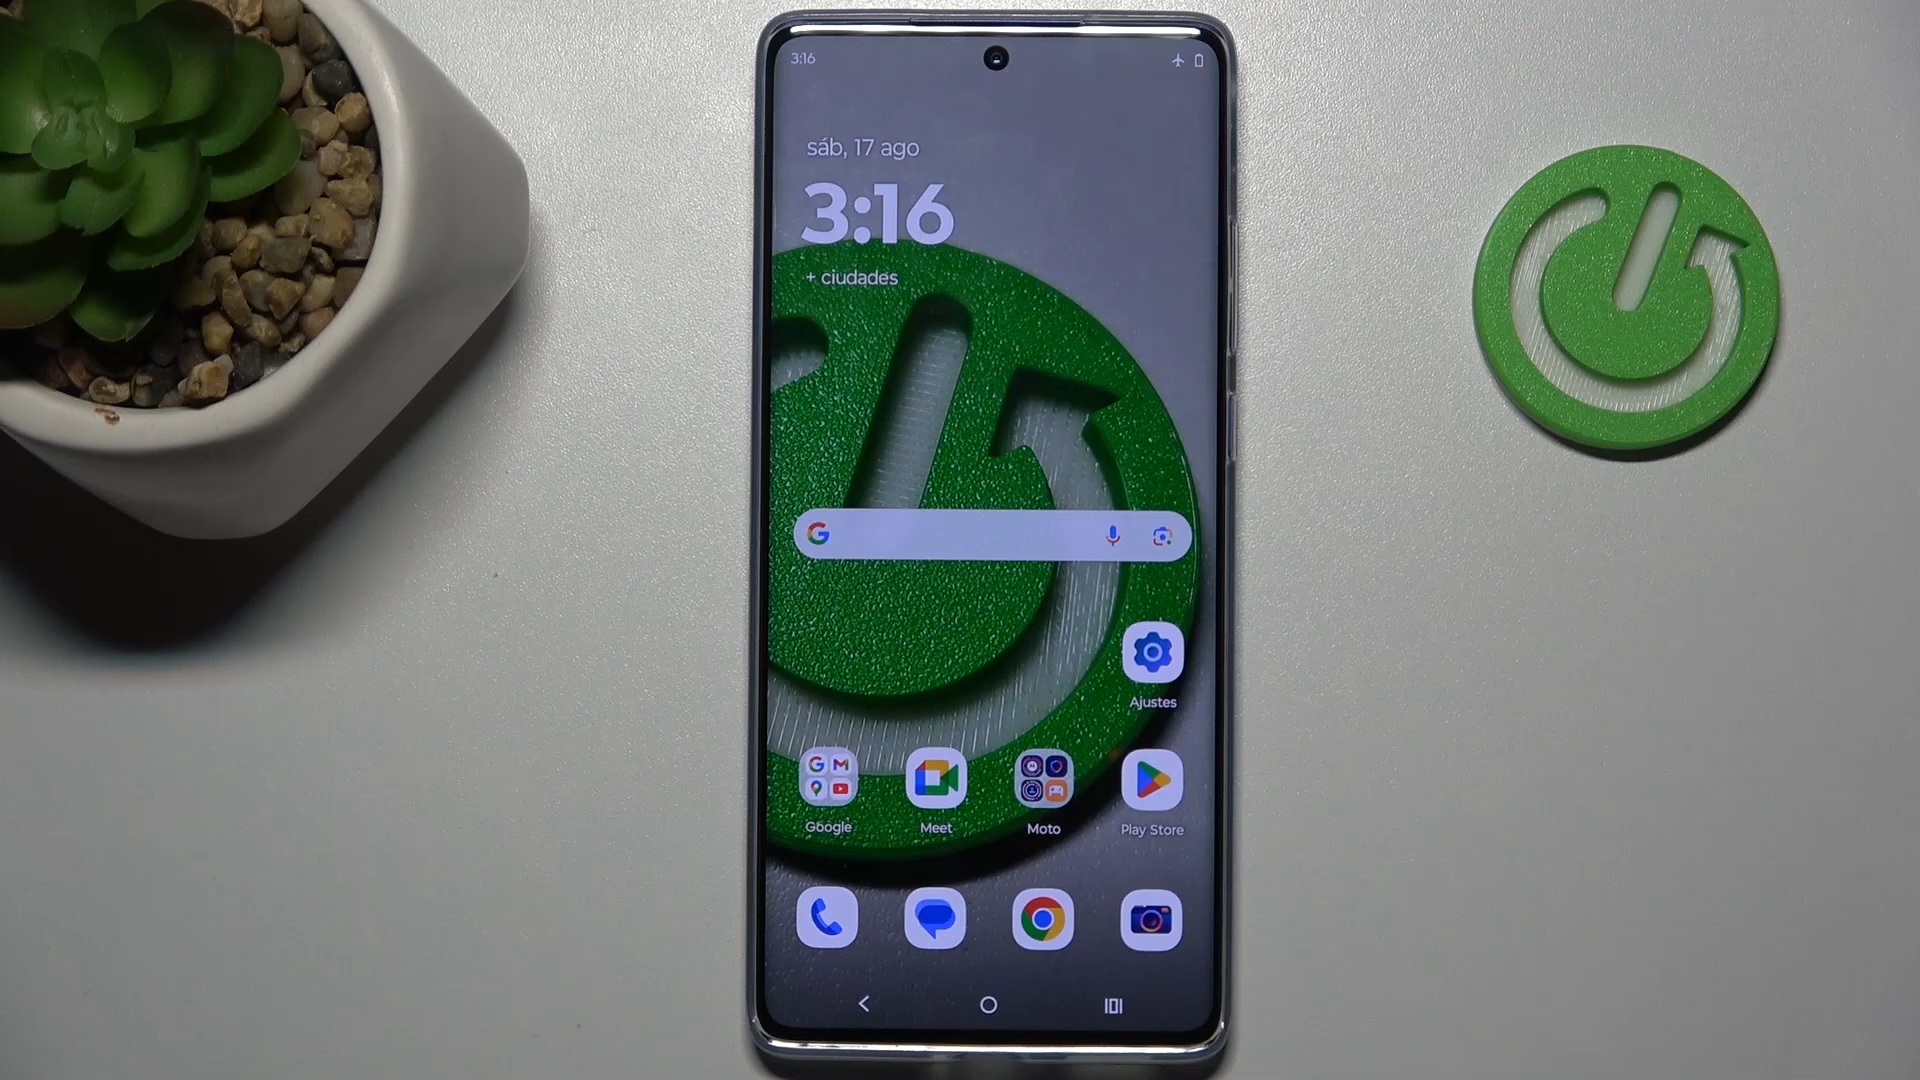 3:16
sáb, 17 ago
3:16
+ ciudades
Ajustes
Google
Meet
Moto
Play Store